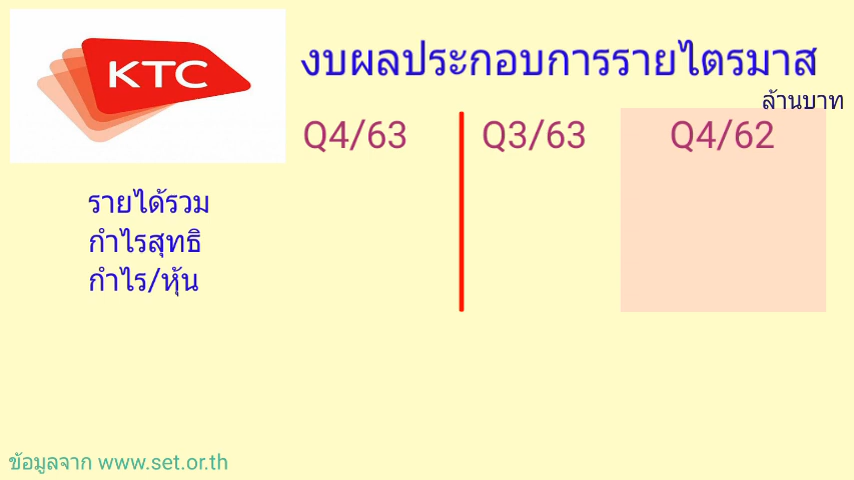 KTC
งบผลประกอบการรายไตรมาส
ล้านบาท
Q4/63 Q3/63 Q4/62
รายได้รวม
กำไรสุทธิ
กำไร/หุ้น
ข้อมูลจาก www.set.or.th